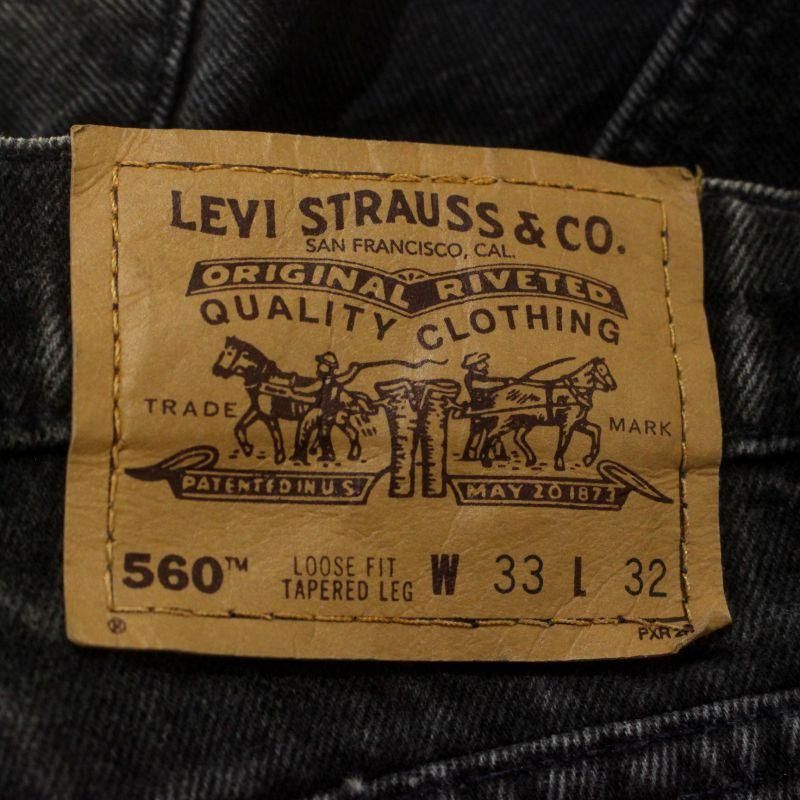 LEVI STRAUSS & CO.
SAN FRANCISCO, CAL.
ORIGINAL RIVETED
QUALITY CLOTHING
TRADE MARK
PATENTED IN U.S. MAY 20 1873
560™ LOOSE FIT TAPERED LEG W 33 L 32
®